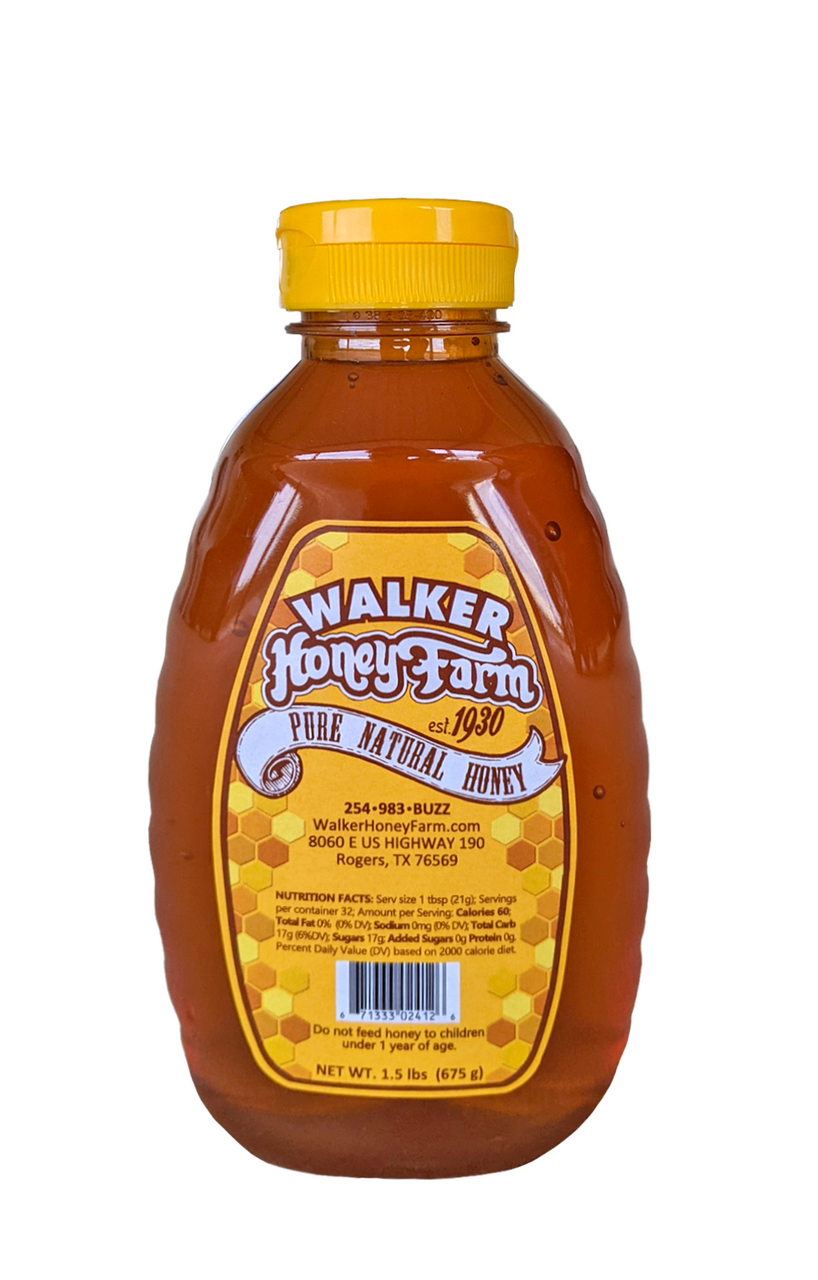 WALKER
Honey Farm
est. 1930
PURE NATURAL HONEY
254•983•BUZZ
WalkerHoneyFarm.com
8060 E US HIGHWAY 190
Rogers, TX 76569
NUTRITION FACTS: Serv size 1 tbsp (21g); Servings
per container 32; Amount per Serving: Calories 60;
Total Fat 0% (0% DV); Sodium 0mg (0% DV); Total Carb
17g (6%DV); Sugars 17g; Added Sugars 0g Protein 0g.
Percent Daily Value (DV) based on 2000 calorie diet.
6 71333 02412 6
Do not feed honey to children
under 1 year of age.
NET WT. 1.5 lbs (675 g)